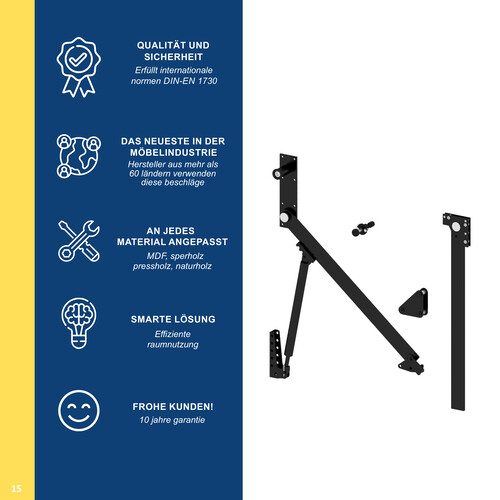 QUALITÄT UND
SICHERHEIT
Erfüllt internationale
normen DIN-EN 1730
DAS NEUESTE IN DER
MÖBELINDUSTRIE
Hersteller aus mehr als
60 ländern verwenden
diese beschläge
AN JEDES
MATERIAL ANGEPASST
MDF, sperholz
pressholz, naturholz
SMARTE LÖSUNG
Effiziente
raumnutzung
FROHE KUNDEN!
10 jahre garantie
15